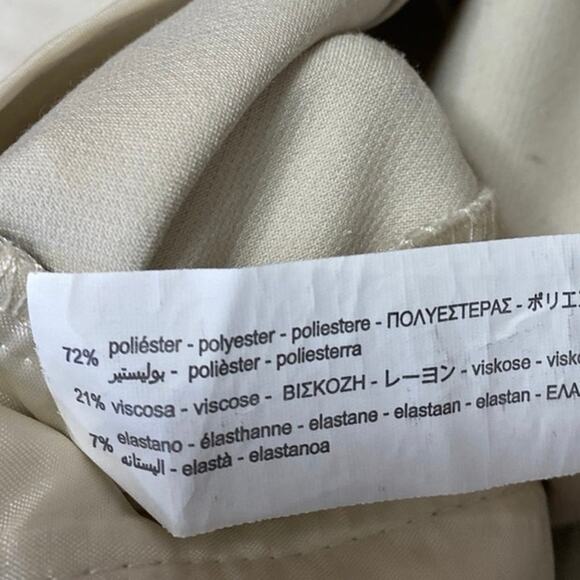 72% poliéster - polyester - poliestere - ΠΟΛΥΕΣΤΕΡΑΣ - ポリエ
بوليستير - polièster - poliesterra
21% viscosa - viscose - ΒΙΣΚΟΖΗ - レーヨン - viskose - visko
7% elastano - élasthanne - elastane - elastaan - elastan - ΕΛΑ
اليستانه - elastà - elastanoa